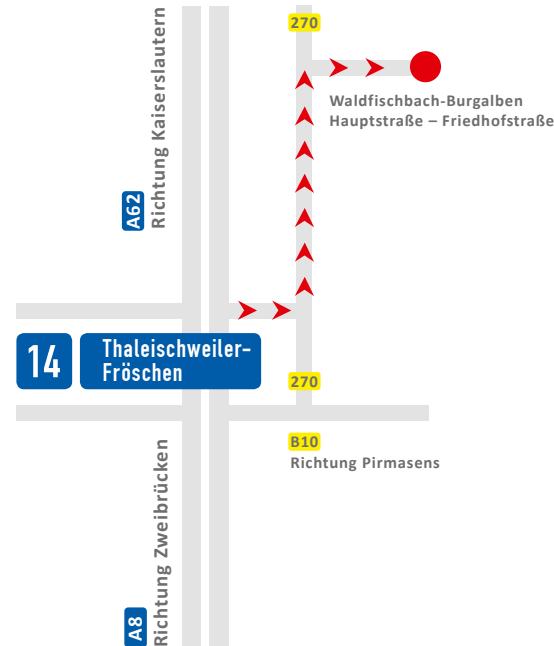 270
Waldfischbach-Burgalben
Hauptstraße – Friedhofstraße
A62
Richtung Kaiserslautern
14
Thaleischweiler-
Fröschen
270
B10
Richtung Pirmasens
A8
Richtung Zweibrücken